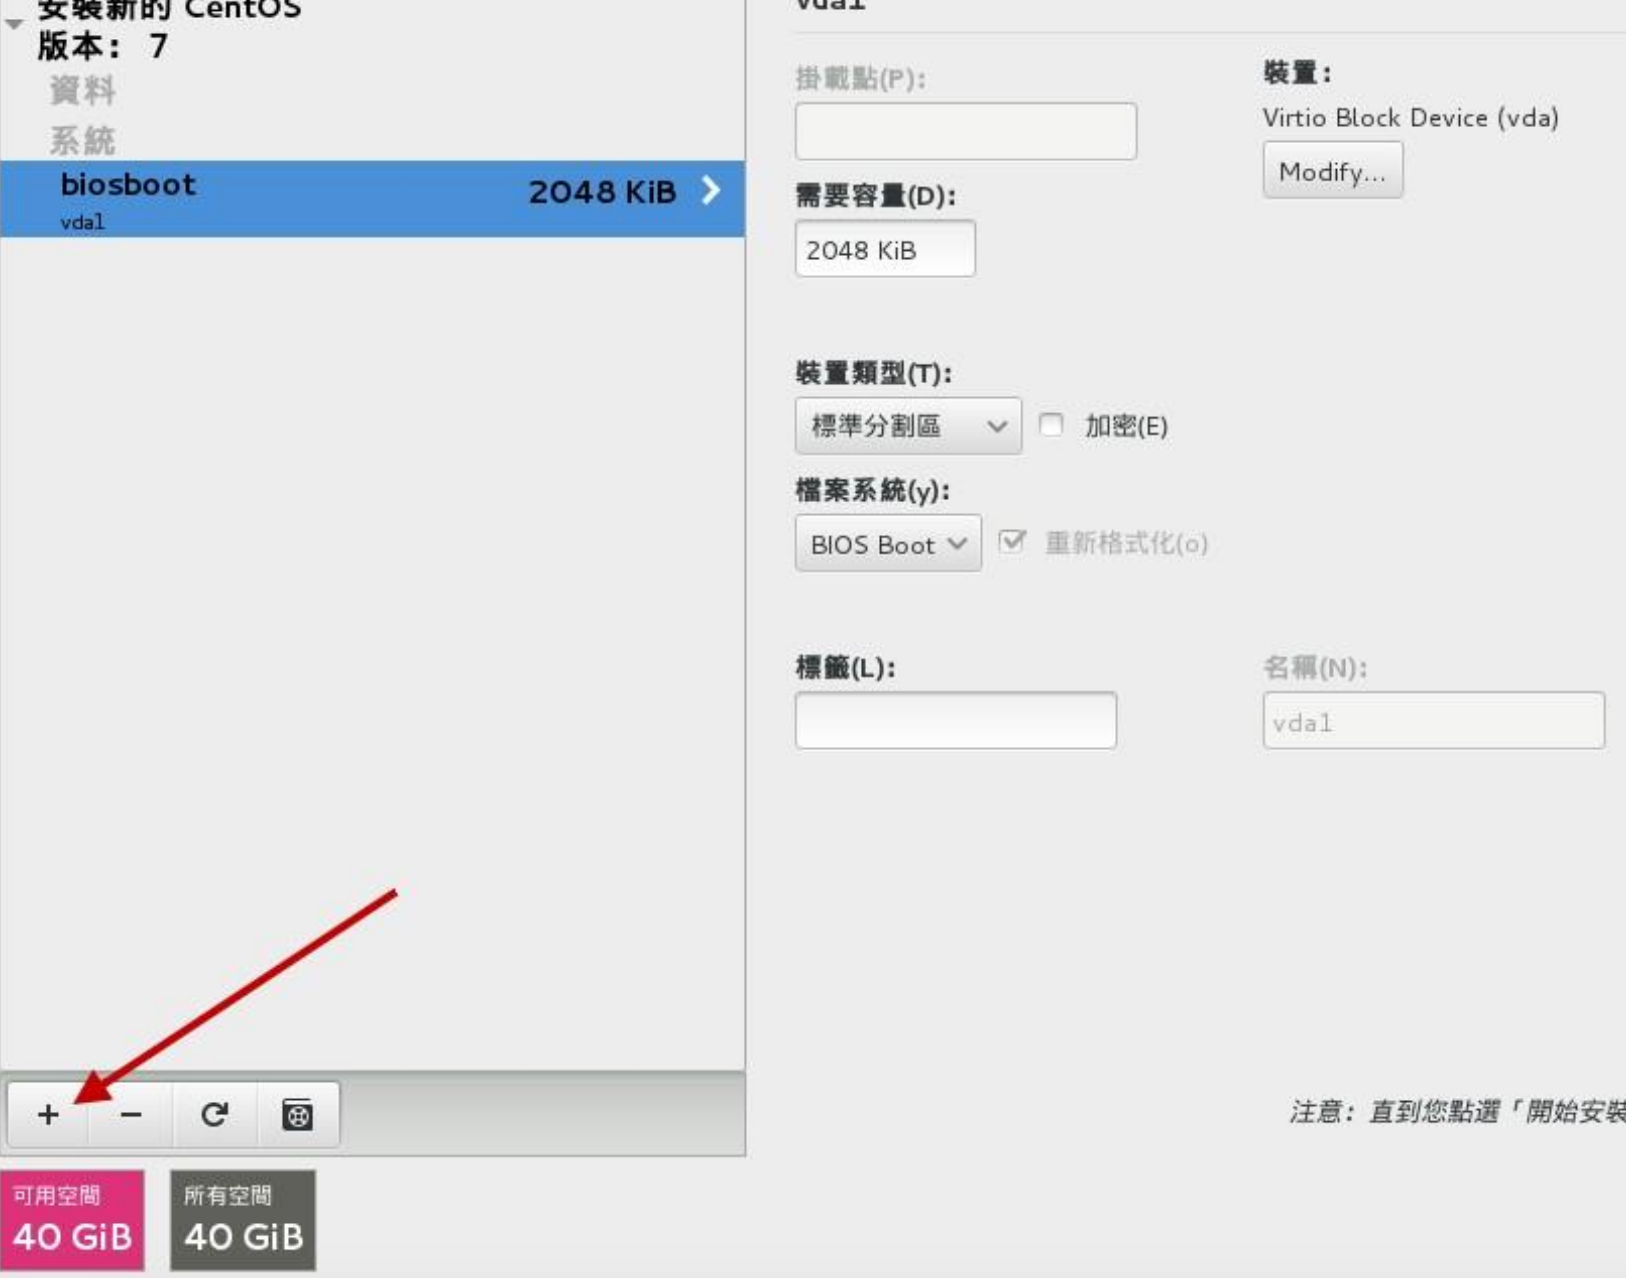 安裝新的 CentOS
版本： 7
資料
系統
biosboot
2048 KiB
vda1
vda1
掛載點(P):
裝置：
Virtio Block Device (vda)
Modify...
需要容量(D):
2048 KiB
裝置類型(T):
標準分割區
加密(E)
檔案系統(y):
BIOS Boot
重新格式化(o)
標籤(L):
名稱(N):
vda1
注意：直到您點選「開始安裝
可用空間
40 GiB
所有空間
40 GiB